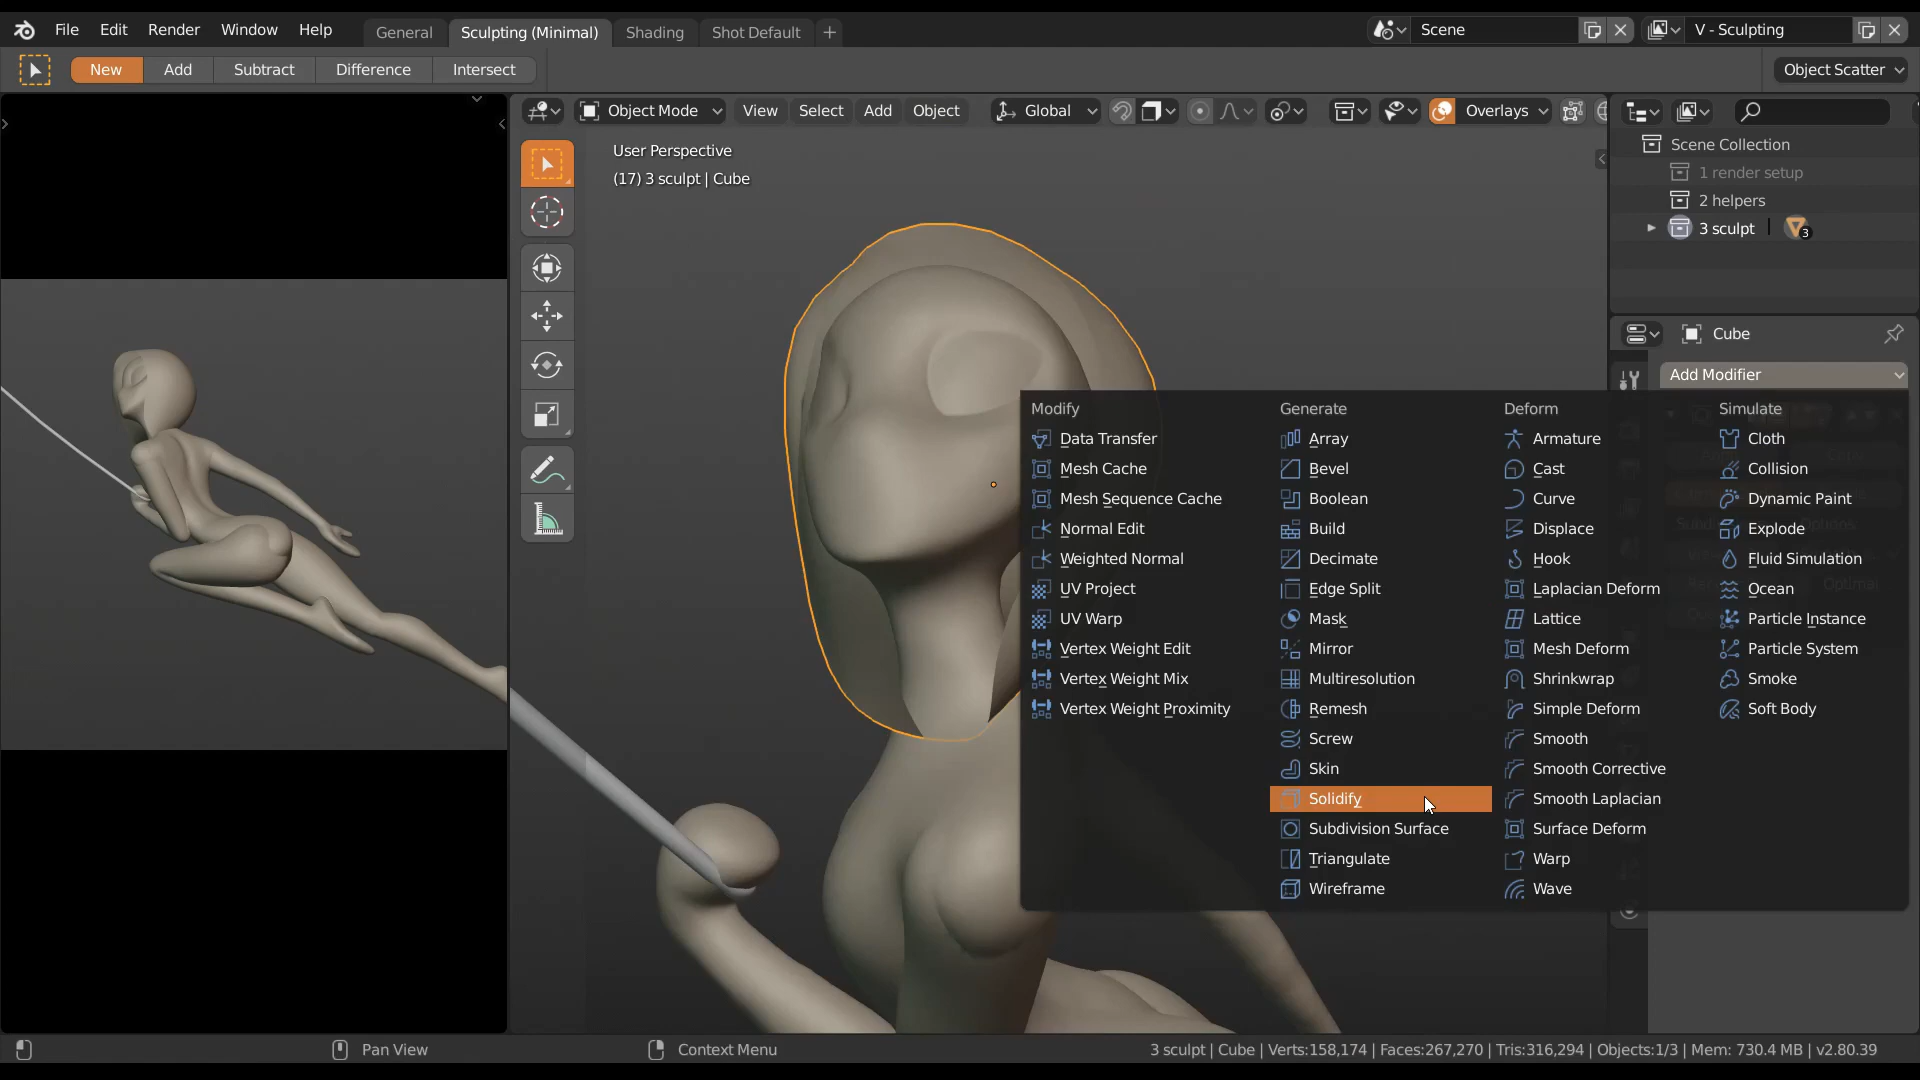 File Edit Render Window Help General Sculpting (Minimal) Shading Shot Default + Scene V - Sculpting
New Add Subtract Difference Intersect Object Scatter
Object Mode View Select Add Object Global Overlays
User Perspective
(17) 3 sculpt | Cube
Scene Collection
1 render setup
2 helpers
3 sculpt 3
Cube
Add Modifier
Modify
Data Transfer
Mesh Cache
Mesh Sequence Cache
Normal Edit
Weighted Normal
UV Project
UV Warp
Vertex Weight Edit
Vertex Weight Mix
Vertex Weight Proximity
Generate
Array
Bevel
Boolean
Build
Decimate
Edge Split
Mask
Mirror
Multiresolution
Remesh
Screw
Skin
Solidify
Subdivision Surface
Triangulate
Wireframe
Deform
Armature
Cast
Curve
Displace
Hook
Laplacian Deform
Lattice
Mesh Deform
Shrinkwrap
Simple Deform
Smooth
Smooth Corrective
Smooth Laplacian
Surface Deform
Warp
Wave
Simulate
Cloth
Collision
Dynamic Paint
Explode
Fluid Simulation
Ocean
Particle Instance
Particle System
Smoke
Soft Body
Optimal
Pan View Context Menu 3 sculpt | Cube | Verts:158,174 | Faces:267,270 | Tris:316,294 | Objects:1/3 | Mem: 730.4 MB | v2.80.39